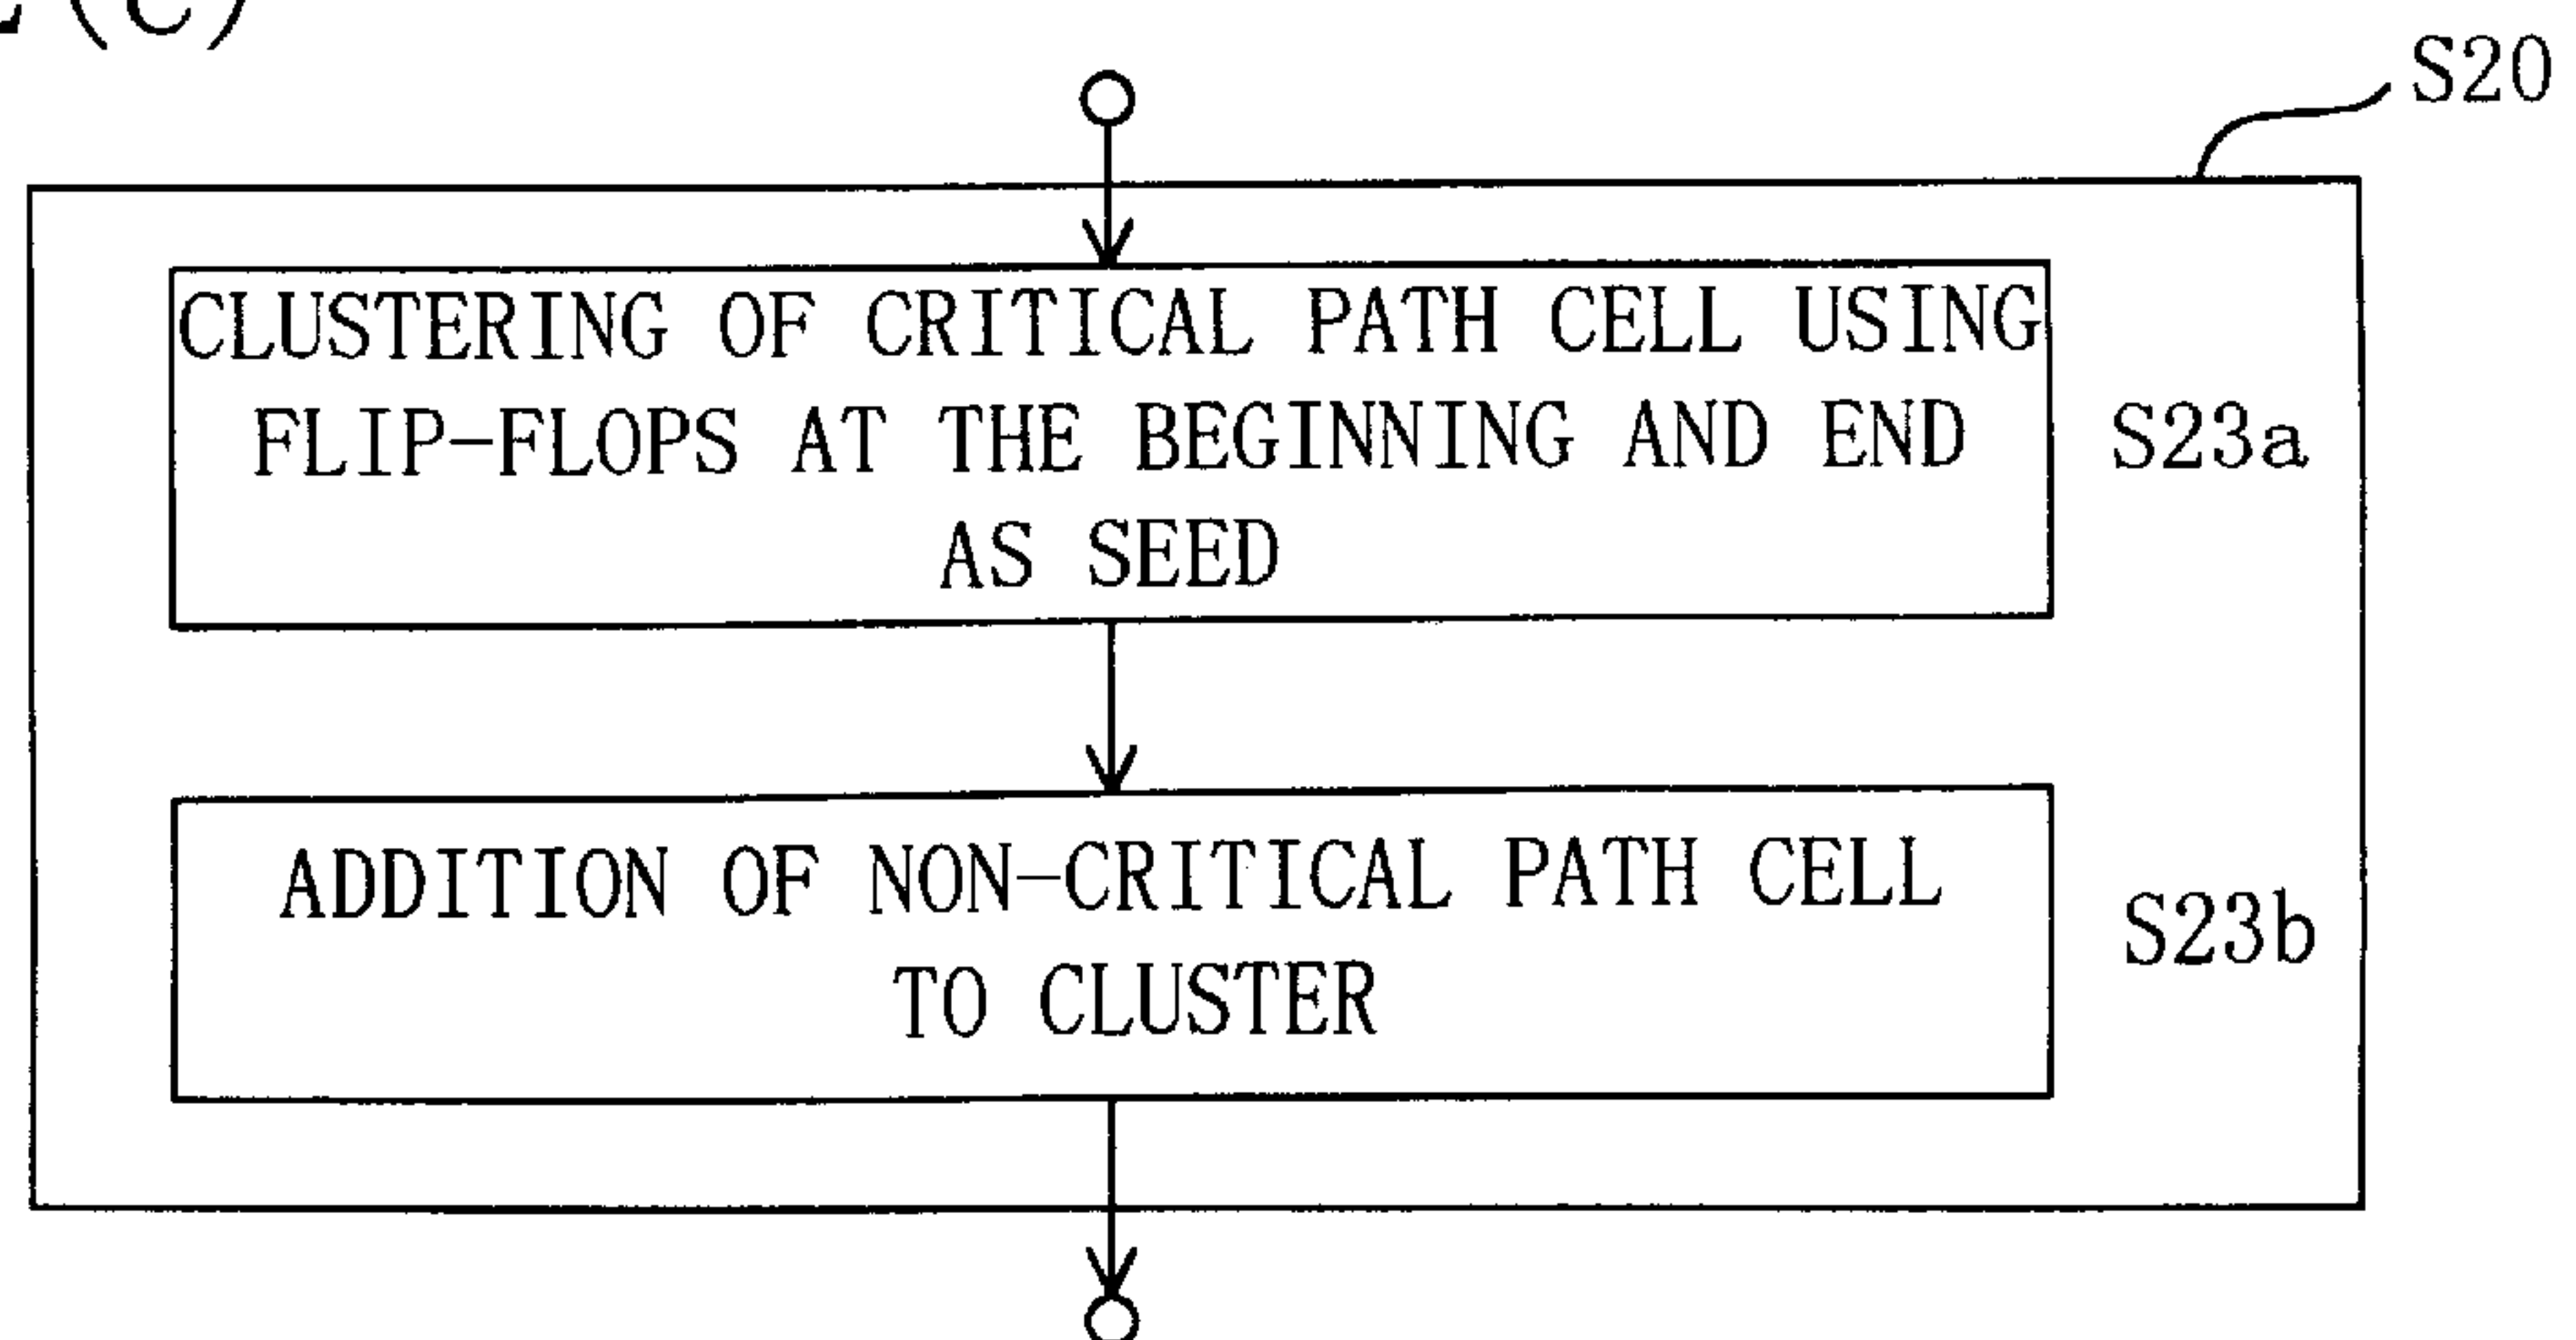 (C)
S20
CLUSTERING OF CRITICAL PATH CELL USING
FLIP-FLOPS AT THE BEGINNING AND END
AS SEED
S23a
ADDITION OF NON-CRITICAL PATH CELL
TO CLUSTER
S23b